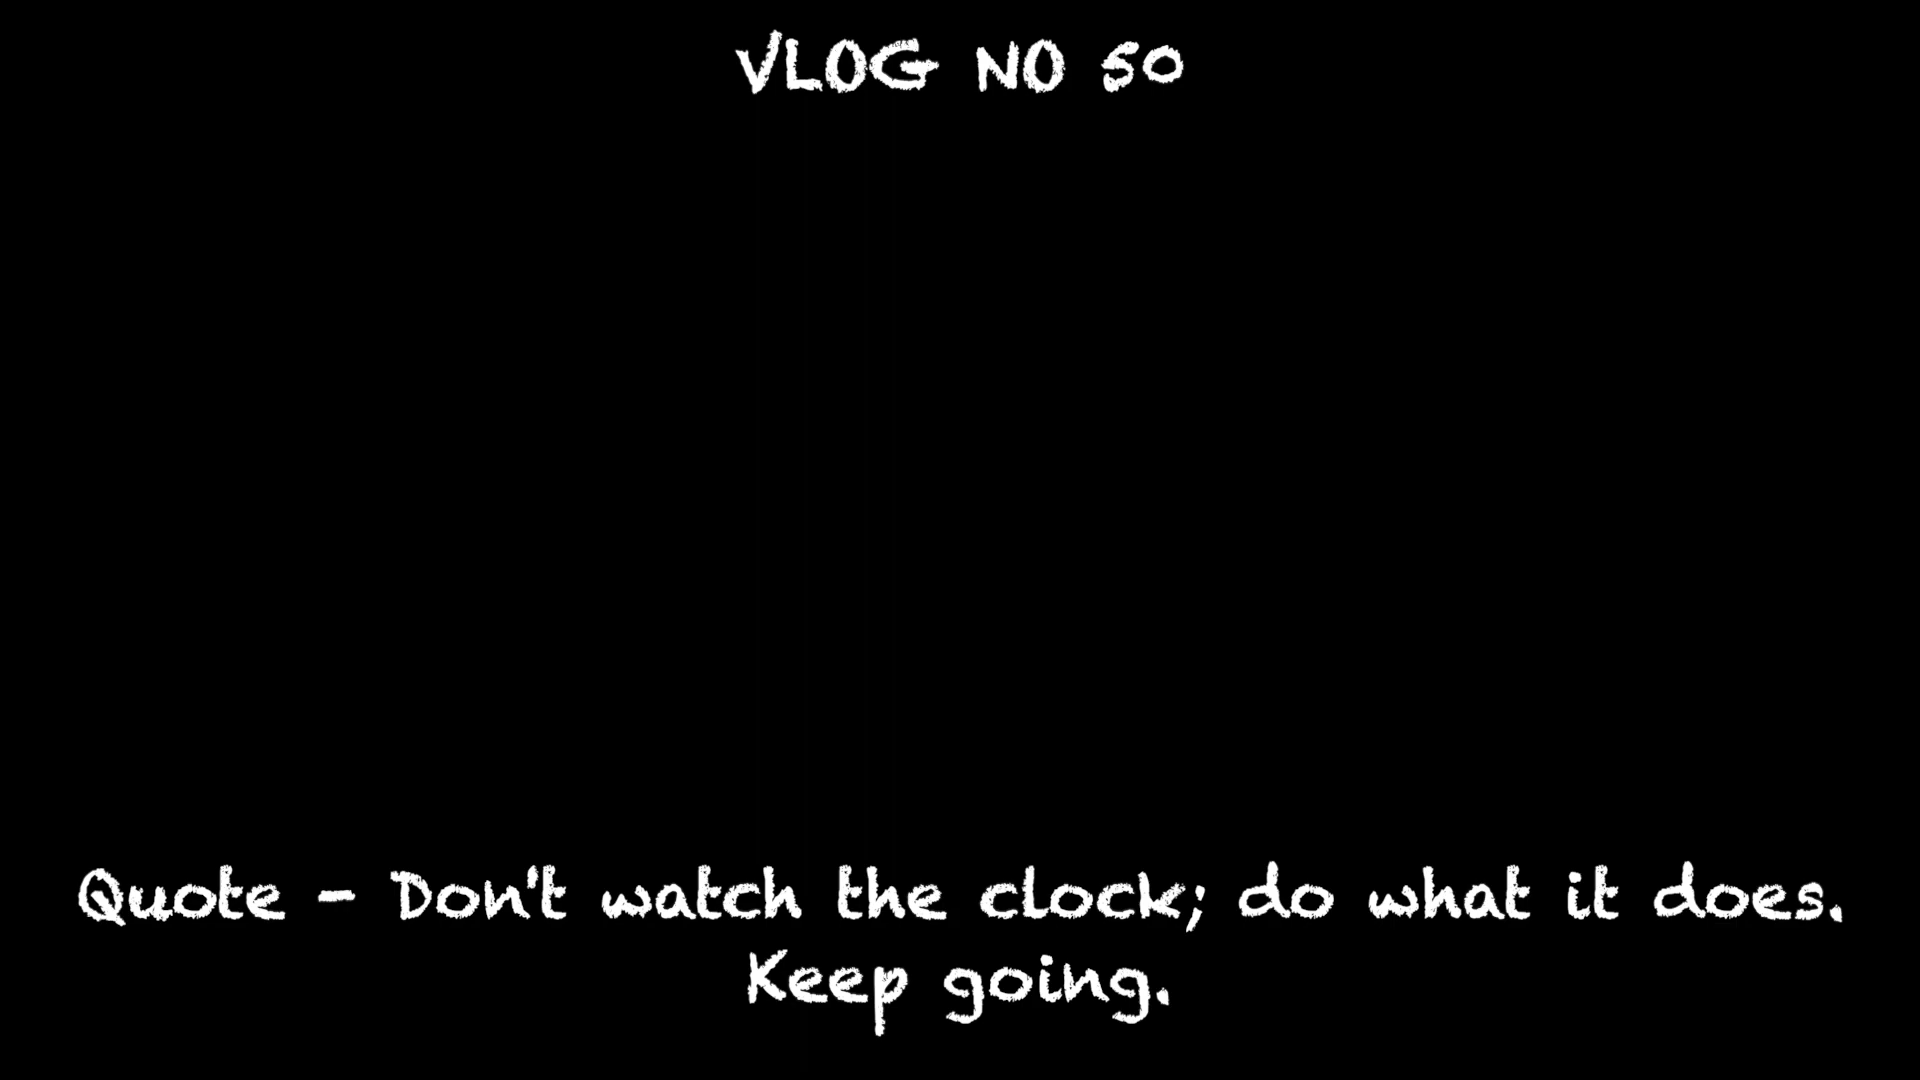 VLOG NO 50
Quote - Don't watch the clock; do what it does.
Keep going.